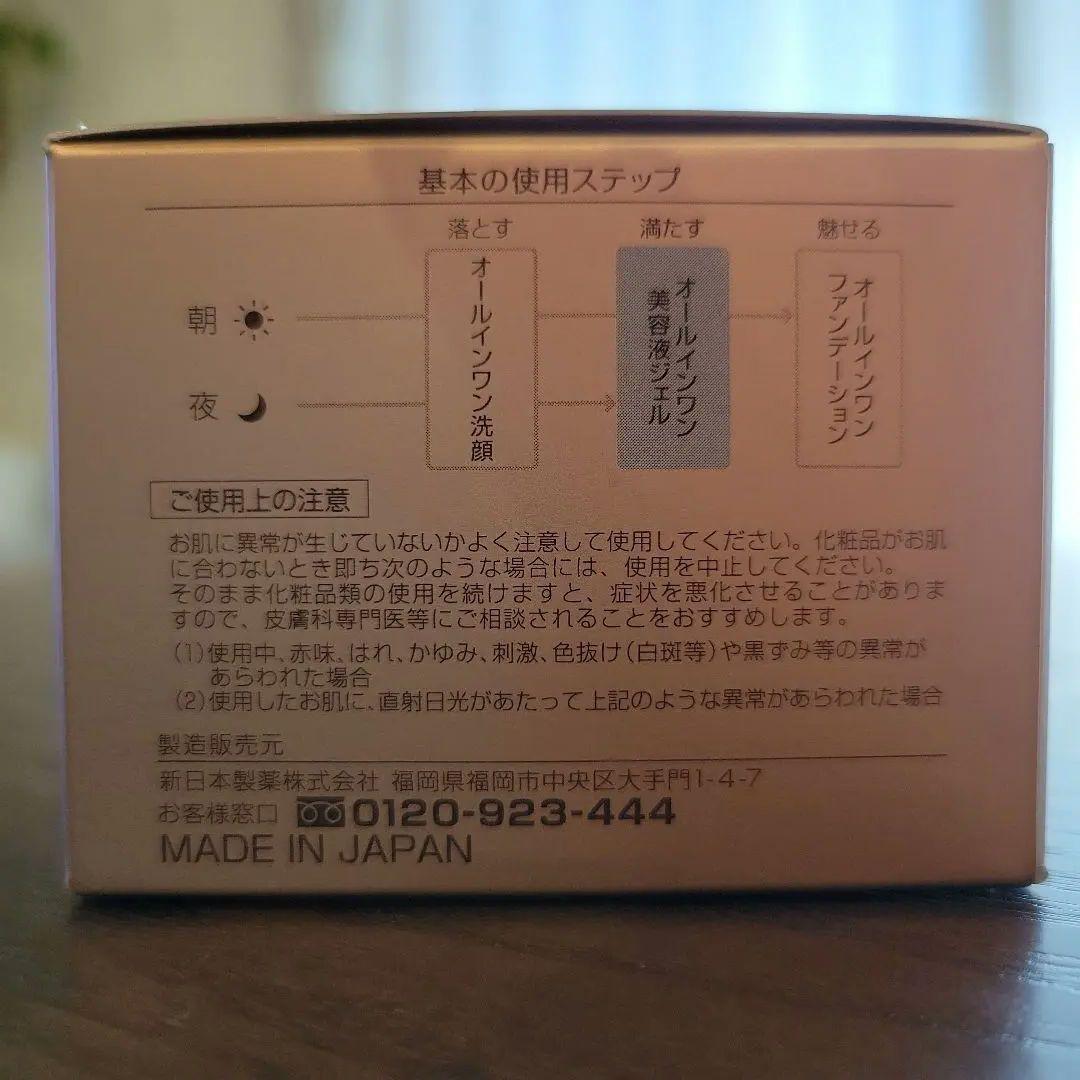 基本の使用ステップ
落とす 満たす 魅せる
朝
夜
オールインワン洗顔
オールインワン
美容液ジェル
オールインワン
ファンデーション
ご使用上の注意
お肌に異常が生じていないかよく注意して使用してください。化粧品がお肌
に合わないとき即ち次のような場合には、使用を中止してください。
そのまま化粧品類の使用を続けますと、症状を悪化させることがありま
すので、皮膚科専門医等にご相談されることをおすすめします。
(1)使用中、赤味、はれ、かゆみ、刺激、色抜け(白斑等)や黒ずみ等の異常が
あらわれた場合
(2)使用したお肌に、直射日光があたって上記のような異常があらわれた場合
製造販売元
新日本製薬株式会社 福岡県福岡市中央区大手門1-4-7
お客様窓口 0120-923-444
MADE IN JAPAN